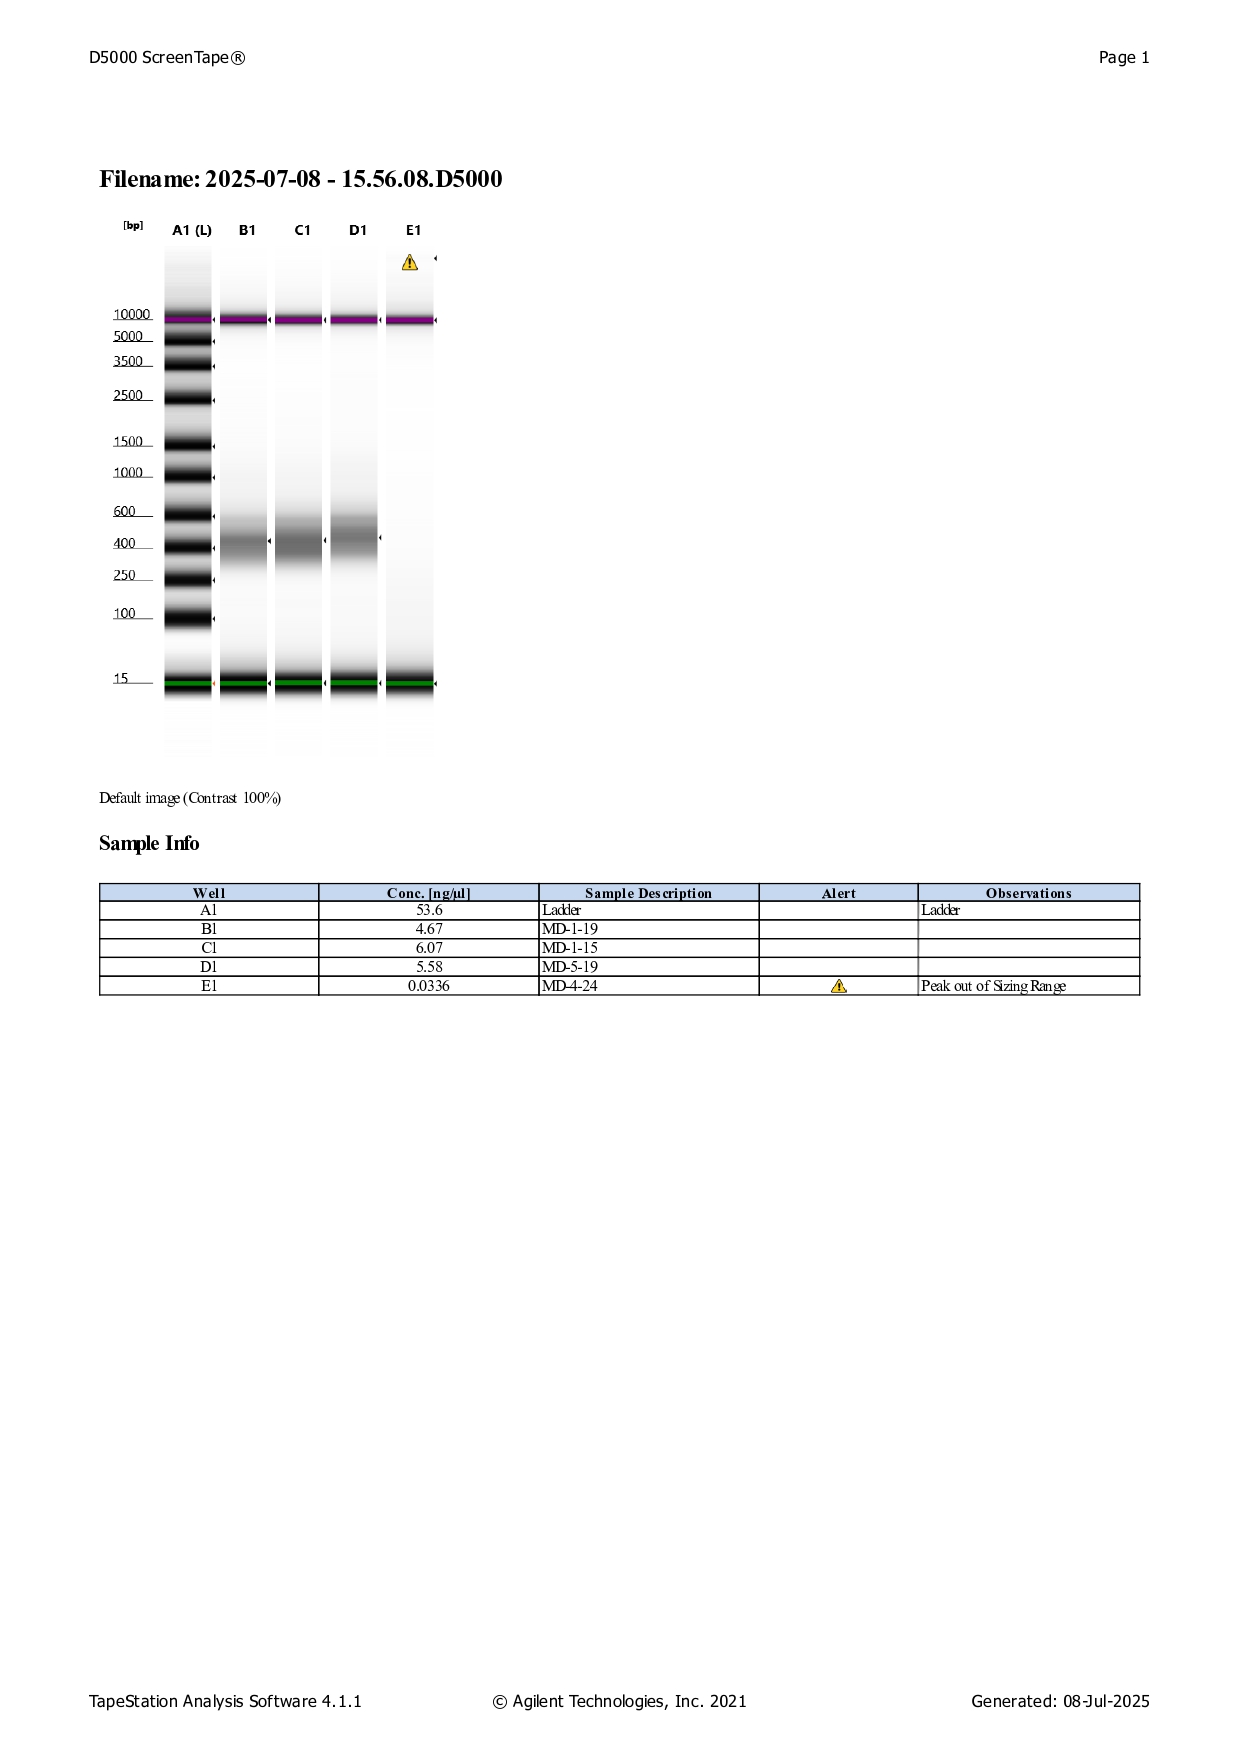 D5000 ScreenTape® Page 1
Filename: 2025-07-08 - 15.56.08.D5000
[bp] A1 (L) B1 C1 D1 E1
10000
5000
3500
2500
1500
1000
600
400
250
100
15
Default image (Contrast 100%)
Sample Info
Well Conc. [ng/µl] Sample Description Alert Observations
A1 53.6 Ladder Ladder
B1 4.67 MD-1-19
C1 6.07 MD-1-15
D1 5.58 MD-5-19
E1 0.0336 MD-4-24 Peak out of Sizing Range
TapeStation Analysis Software 4.1.1 © Agilent Technologies, Inc. 2021 Generated: 08-Jul-2025